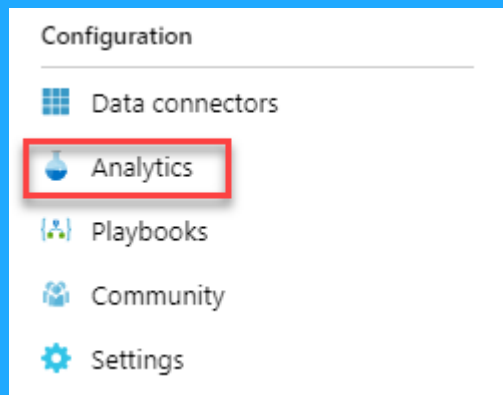 Configuration
Data connectors
Analytics
Playbooks
Community
Settings